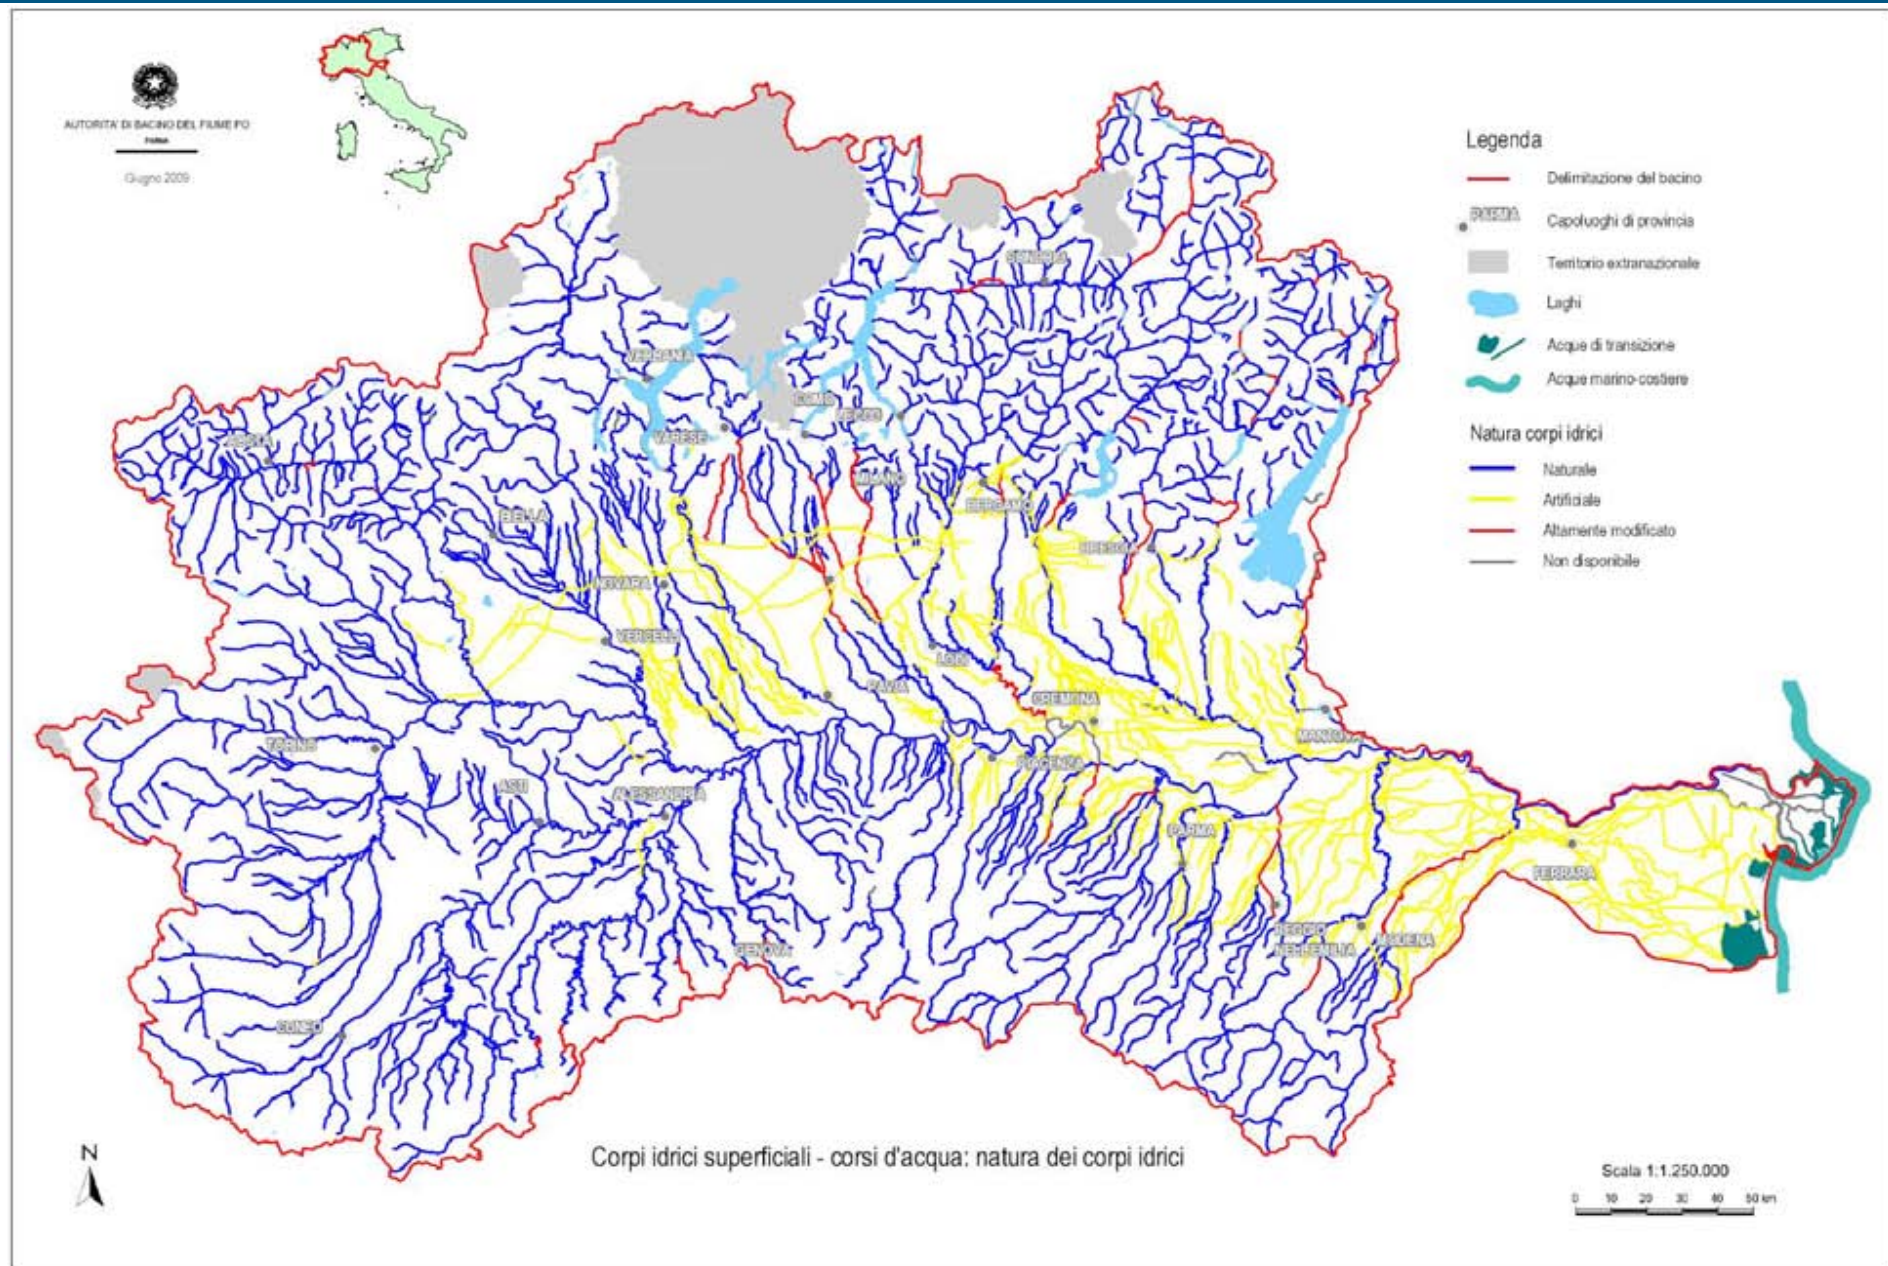 AUTORITA' DI BACINO DEL FIUME PO
PARMA
Giugno 2009
Legenda
Delimitazione del bacino
PARMA
Capoluoghi di provincia
Territorio extranazionale
Laghi
Acque di transizione
Acque marino-costiere
Natura corpi idrici
Naturale
Artificiale
Altamente modificato
Non disponibile
SONDRIO
VERBANIA
COMO
LECCO
AOSTA
VARESE
MILANO
BERGAMO
BIELLA
BRESCIA
NOVARA
VERCELLI
LODI
PAVIA
CREMONA
MANTOVA
TORINO
PIACENZA
ASTI
ALESSANDRIA
PARMA
FERRARA
REGGIO
NELL'EMILIA
MODENA
GENOVA
CUNEO
N
Corpi idrici superficiali - corsi d'acqua: natura dei corpi idrici
Scala 1:1.250.000
0 10 20 30 40 50 km